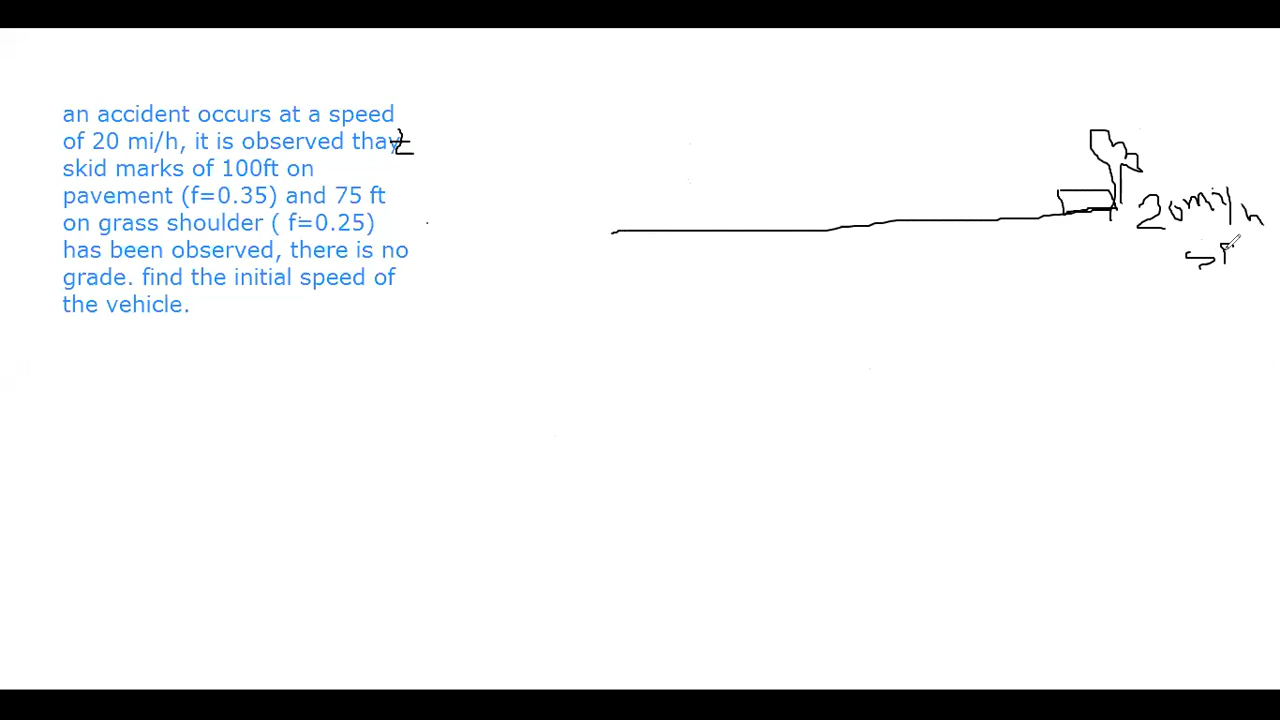 an accident occurs at a speed
of 20 mi/h, it is observed thay t
skid marks of 100ft on
pavement (f=0.35) and 75 ft
on grass shoulder ( f=0.25)
has been observed, there is no
grade. find the initial speed of
the vehicle.
20mi/h